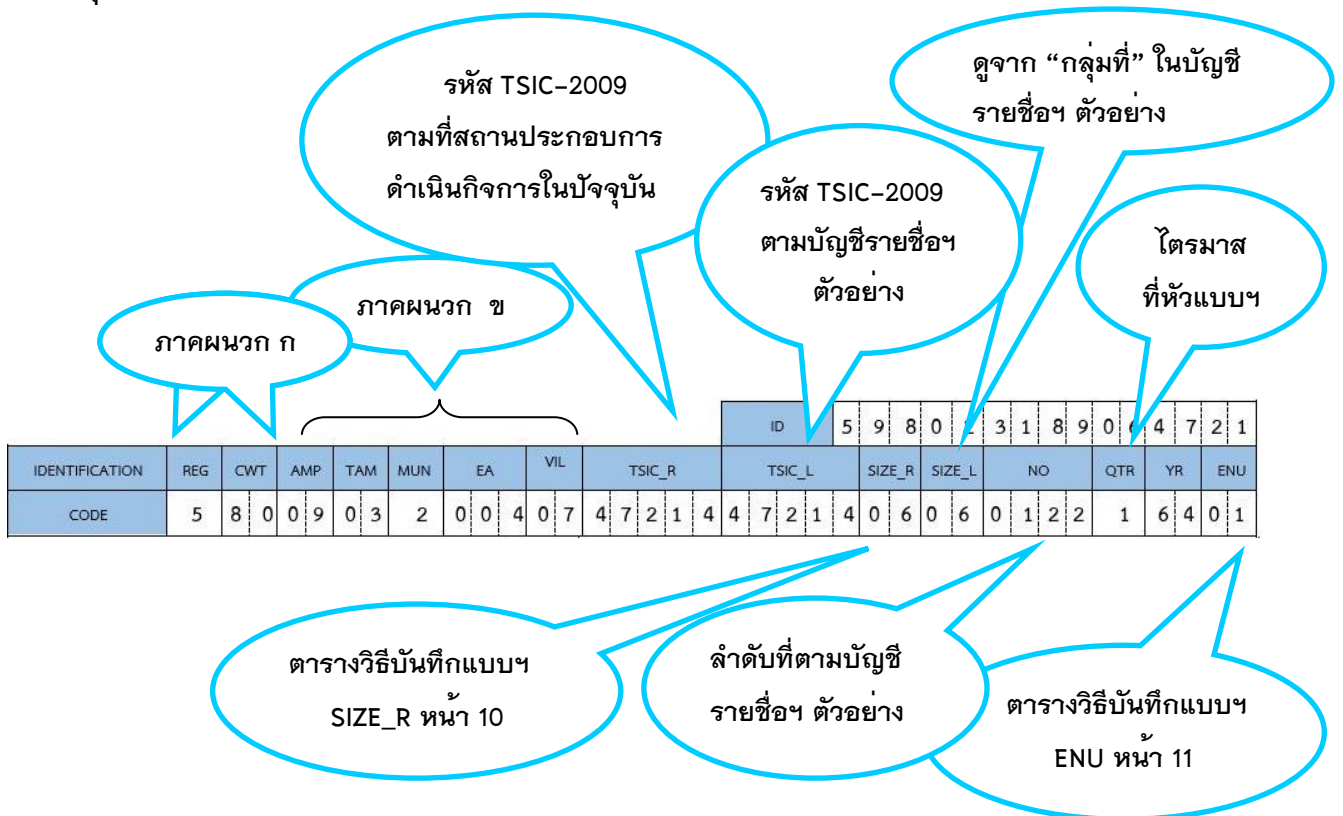 รหัส TSIC-2009
ตามที่สถานประกอบการ
ดำเนินกิจการในปัจจุบัน
ดูจาก “กลุ่มที่” ในบัญชี
รายชื่อฯ ตัวอย่าง
รหัส TSIC-2009
ตามบัญชีรายชื่อฯ
ตัวอย่าง
ไตรมาส
ที่หัวแบบฯ
ภาคผนวก ข
ภาคผนวก ก
ID 5 9 8 0 3 1 8 9 0 6 4 7 2 1
IDENTIFICATION REG CWT AMP TAM MUN EA VIL TSIC_R TSIC_L SIZE_R SIZE_L NO QTR YR ENU
CODE 5 8 0 0 9 0 3 2 0 0 4 0 7 4 7 2 1 4 4 7 2 1 4 0 6 0 6 0 1 2 2 1 6 4 0 1
ตารางวิธีบันทึกแบบฯ
SIZE_R หน้า 10
ลำดับที่ตามบัญชี
รายชื่อฯ ตัวอย่าง
ตารางวิธีบันทึกแบบฯ
ENU หน้า 11